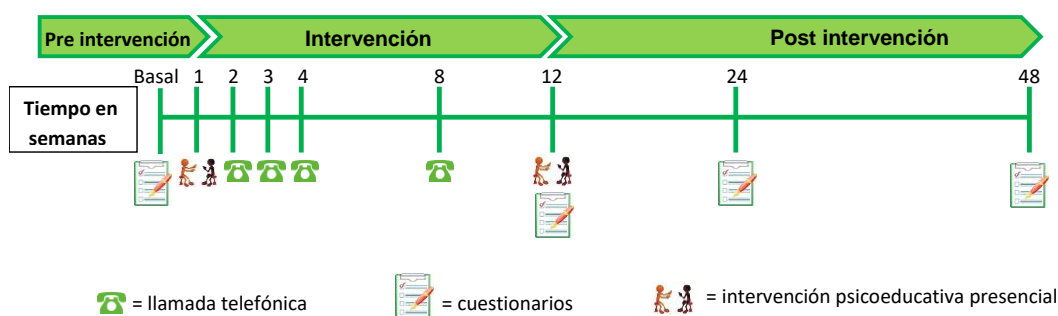 Pre intervención
Intervención
Post intervención
Basal 1 2 3 4 8 12 24 48
Tiempo en
semanas
= llamada telefónica
= cuestionarios
= intervención psicoeducativa presencial